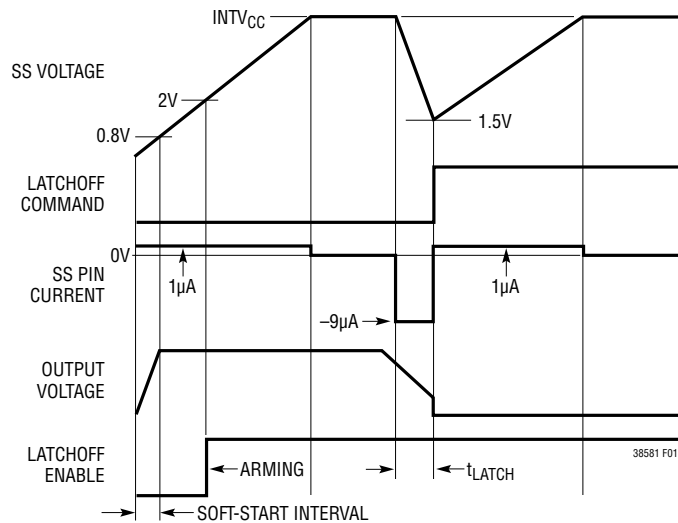 INTVCC
SS VOLTAGE
2V
0.8V
1.5V
LATCHOFF
COMMAND
0V
SS PIN
CURRENT
1µA
1µA
–9µA
OUTPUT
VOLTAGE
LATCHOFF
ENABLE
ARMING
tLATCH
38581 F01
SOFT-START INTERVAL